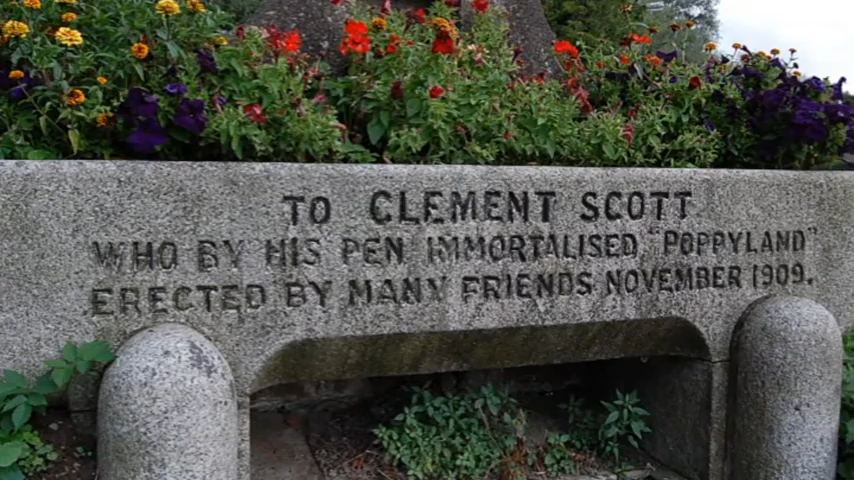 TO CLEMENT SCOTT
WHO BY HIS PEN IMMORTALISED "POPPYLAND"
ERECTED BY MANY FRIENDS NOVEMBER 1909.